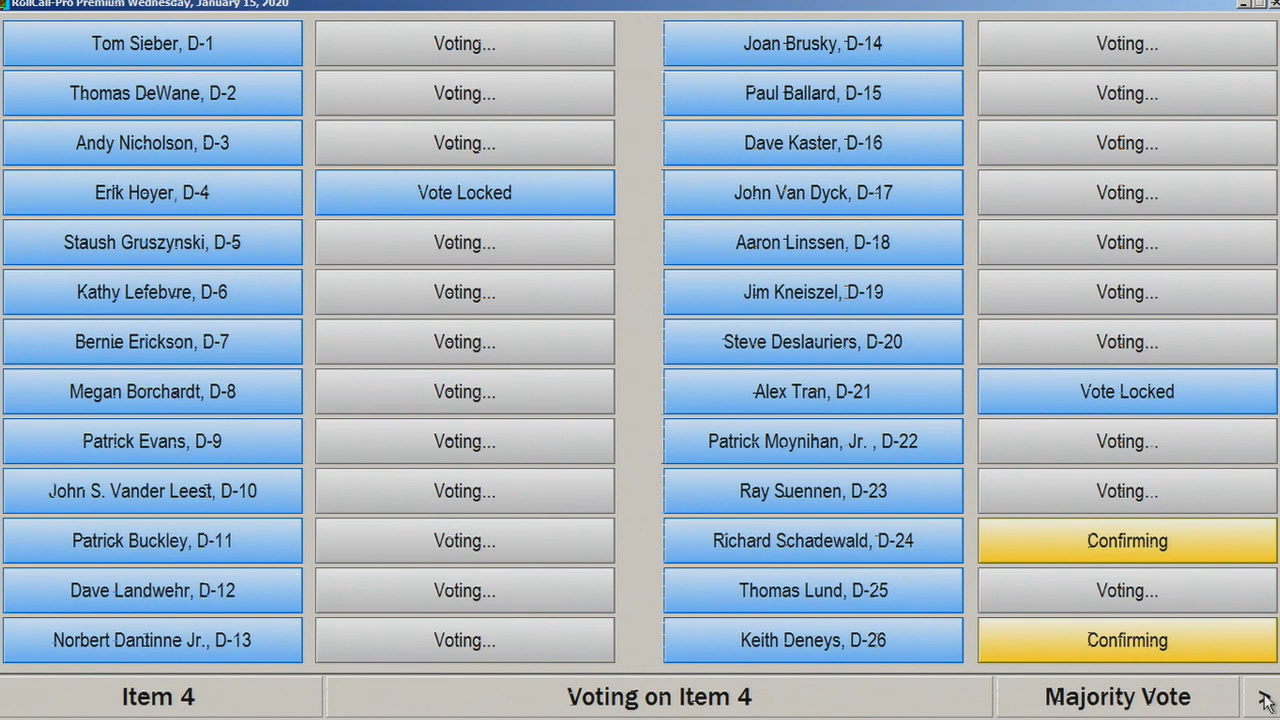 RollCall-Pro Premium Wednesday, January 15, 2020
Tom Sieber, D-1 Voting... Joan Brusky, D-14 Voting...
Thomas DeWane, D-2 Voting... Paul Ballard, D-15 Voting...
Andy Nicholson, D-3 Voting... Dave Kaster, D-16 Voting...
Erik Hoyer, D-4 Vote Locked John Van Dyck, D-17 Voting...
Staush Gruszynski, D-5 Voting... Aaron Linssen, D-18 Voting...
Kathy Lefebvre, D-6 Voting... Jim Kneiszel, D-19 Voting...
Bernie Erickson, D-7 Voting... Steve Deslauriers, D-20 Voting...
Megan Borchardt, D-8 Voting... Alex Tran, D-21 Vote Locked
Patrick Evans, D-9 Voting... Patrick Moynihan, Jr. , D-22 Voting...
John S. Vander Leest, D-10 Voting... Ray Suennen, D-23 Voting...
Patrick Buckley, D-11 Voting... Richard Schadewald, D-24 Confirming
Dave Landwehr, D-12 Voting... Thomas Lund, D-25 Voting...
Norbert Dantinne Jr., D-13 Voting... Keith Deneys, D-26 Confirming
Item 4 Voting on Item 4 Majority Vote >